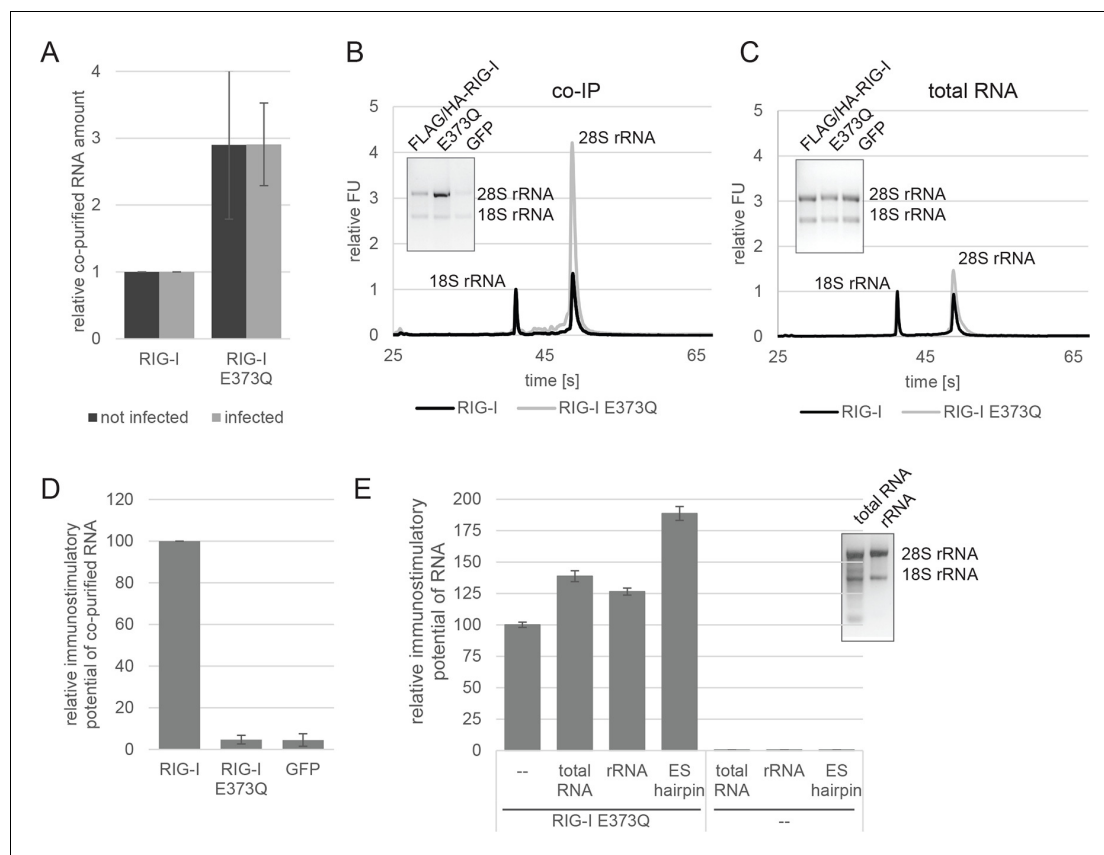 A
relative co-purified RNA amount
4
3
2
1
0
RIG-I
RIG-I
E373Q
not infected
infected
B
co-IP
relative FU
5
4
3
2
1
0
FLAG/HA-RIG-I
E373Q
GFP
28S rRNA
18S rRNA
28S rRNA
18S rRNA
25
45
65
time [s]
RIG-I
RIG-I E373Q
C
total RNA
relative FU
5
4
3
2
1
0
FLAG/HA-RIG-I
E373Q
GFP
28S rRNA
18S rRNA
28S rRNA
18S rRNA
25
45
65
time [s]
RIG-I
RIG-I E373Q
D
relative immunostimulatory
potential of co-purified RNA
120
100
80
60
40
20
0
RIG-I
RIG-I
E373Q
GFP
E
relative immunostimulatory
potential of RNA
200
175
150
125
100
75
50
25
0
--
total
RNA
rRNA
ES
hairpin
total
RNA
rRNA
ES
hairpin
RIG-I E373Q
--
total RNA
rRNA
28S rRNA
18S rRNA